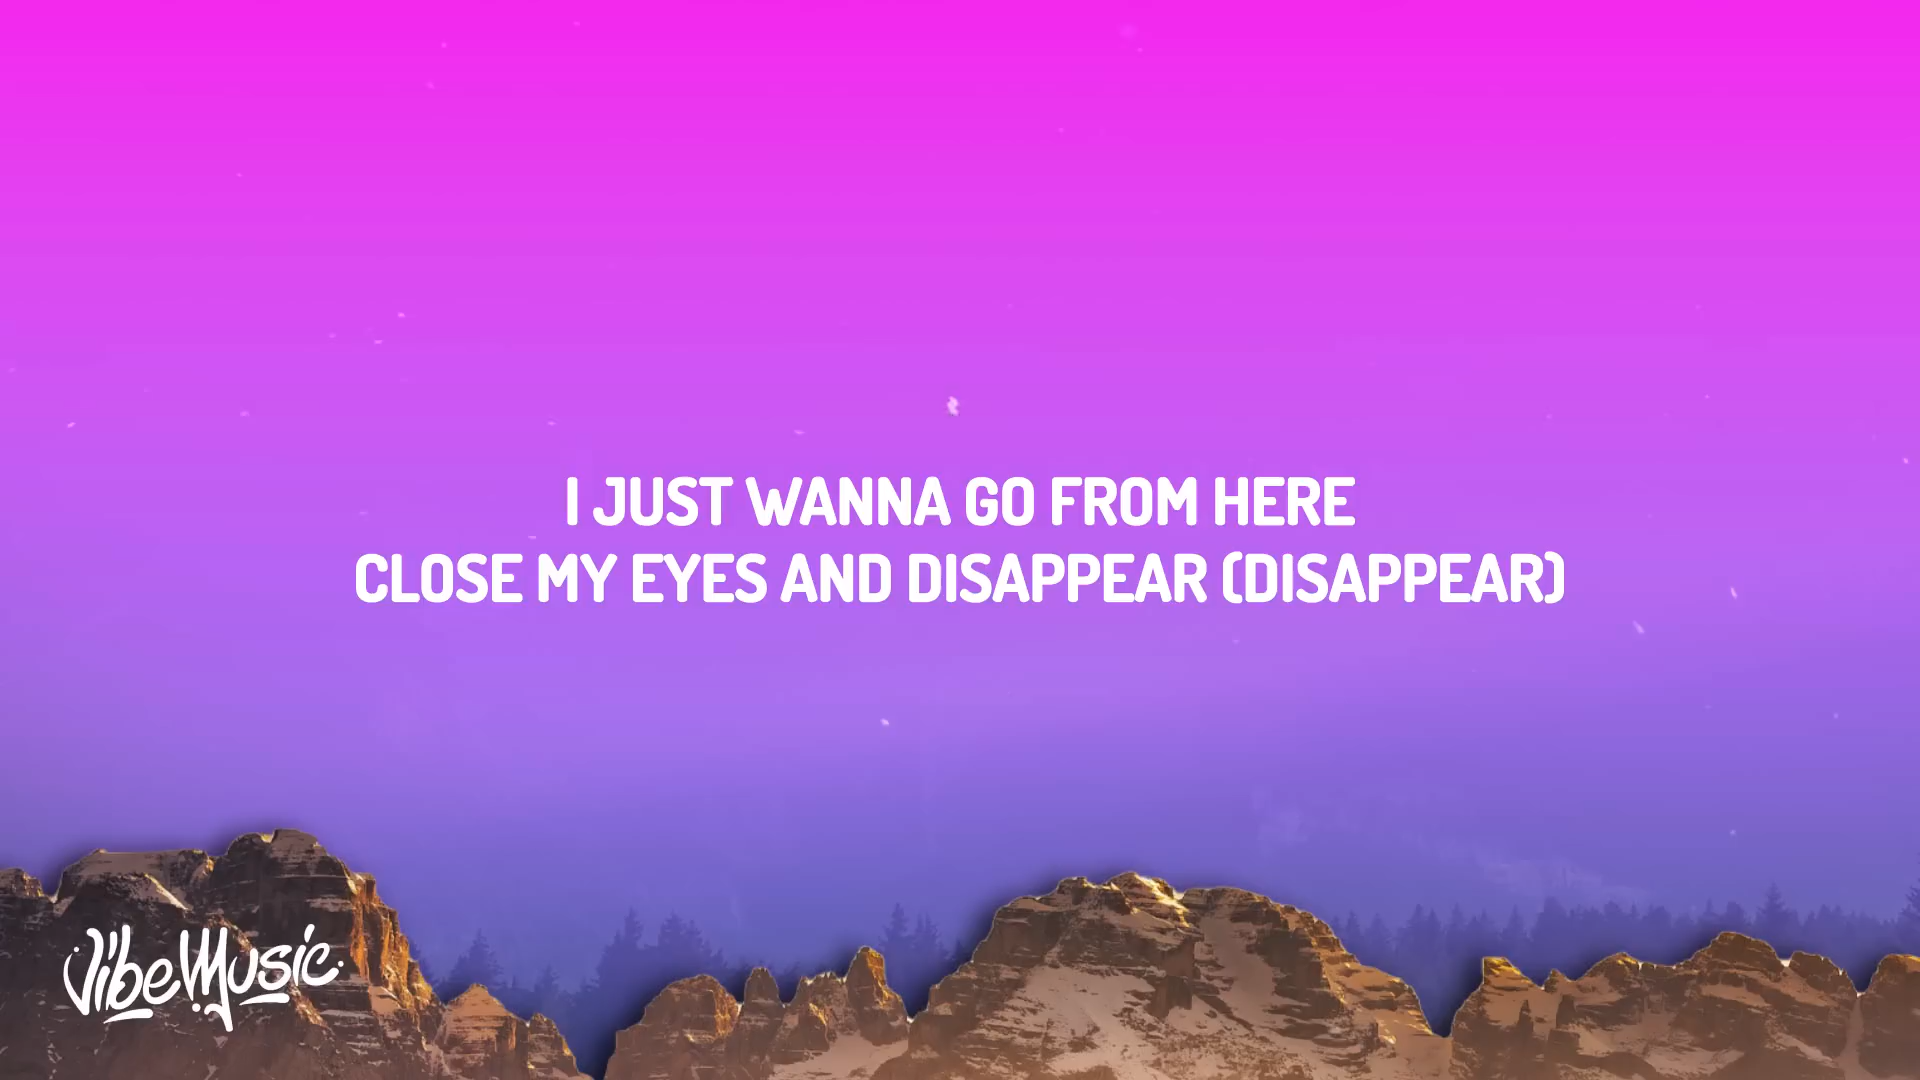 I JUST WANNA GO FROM HERE
CLOSE MY EYES AND DISAPPEAR (DISAPPEAR)
VibeMusic